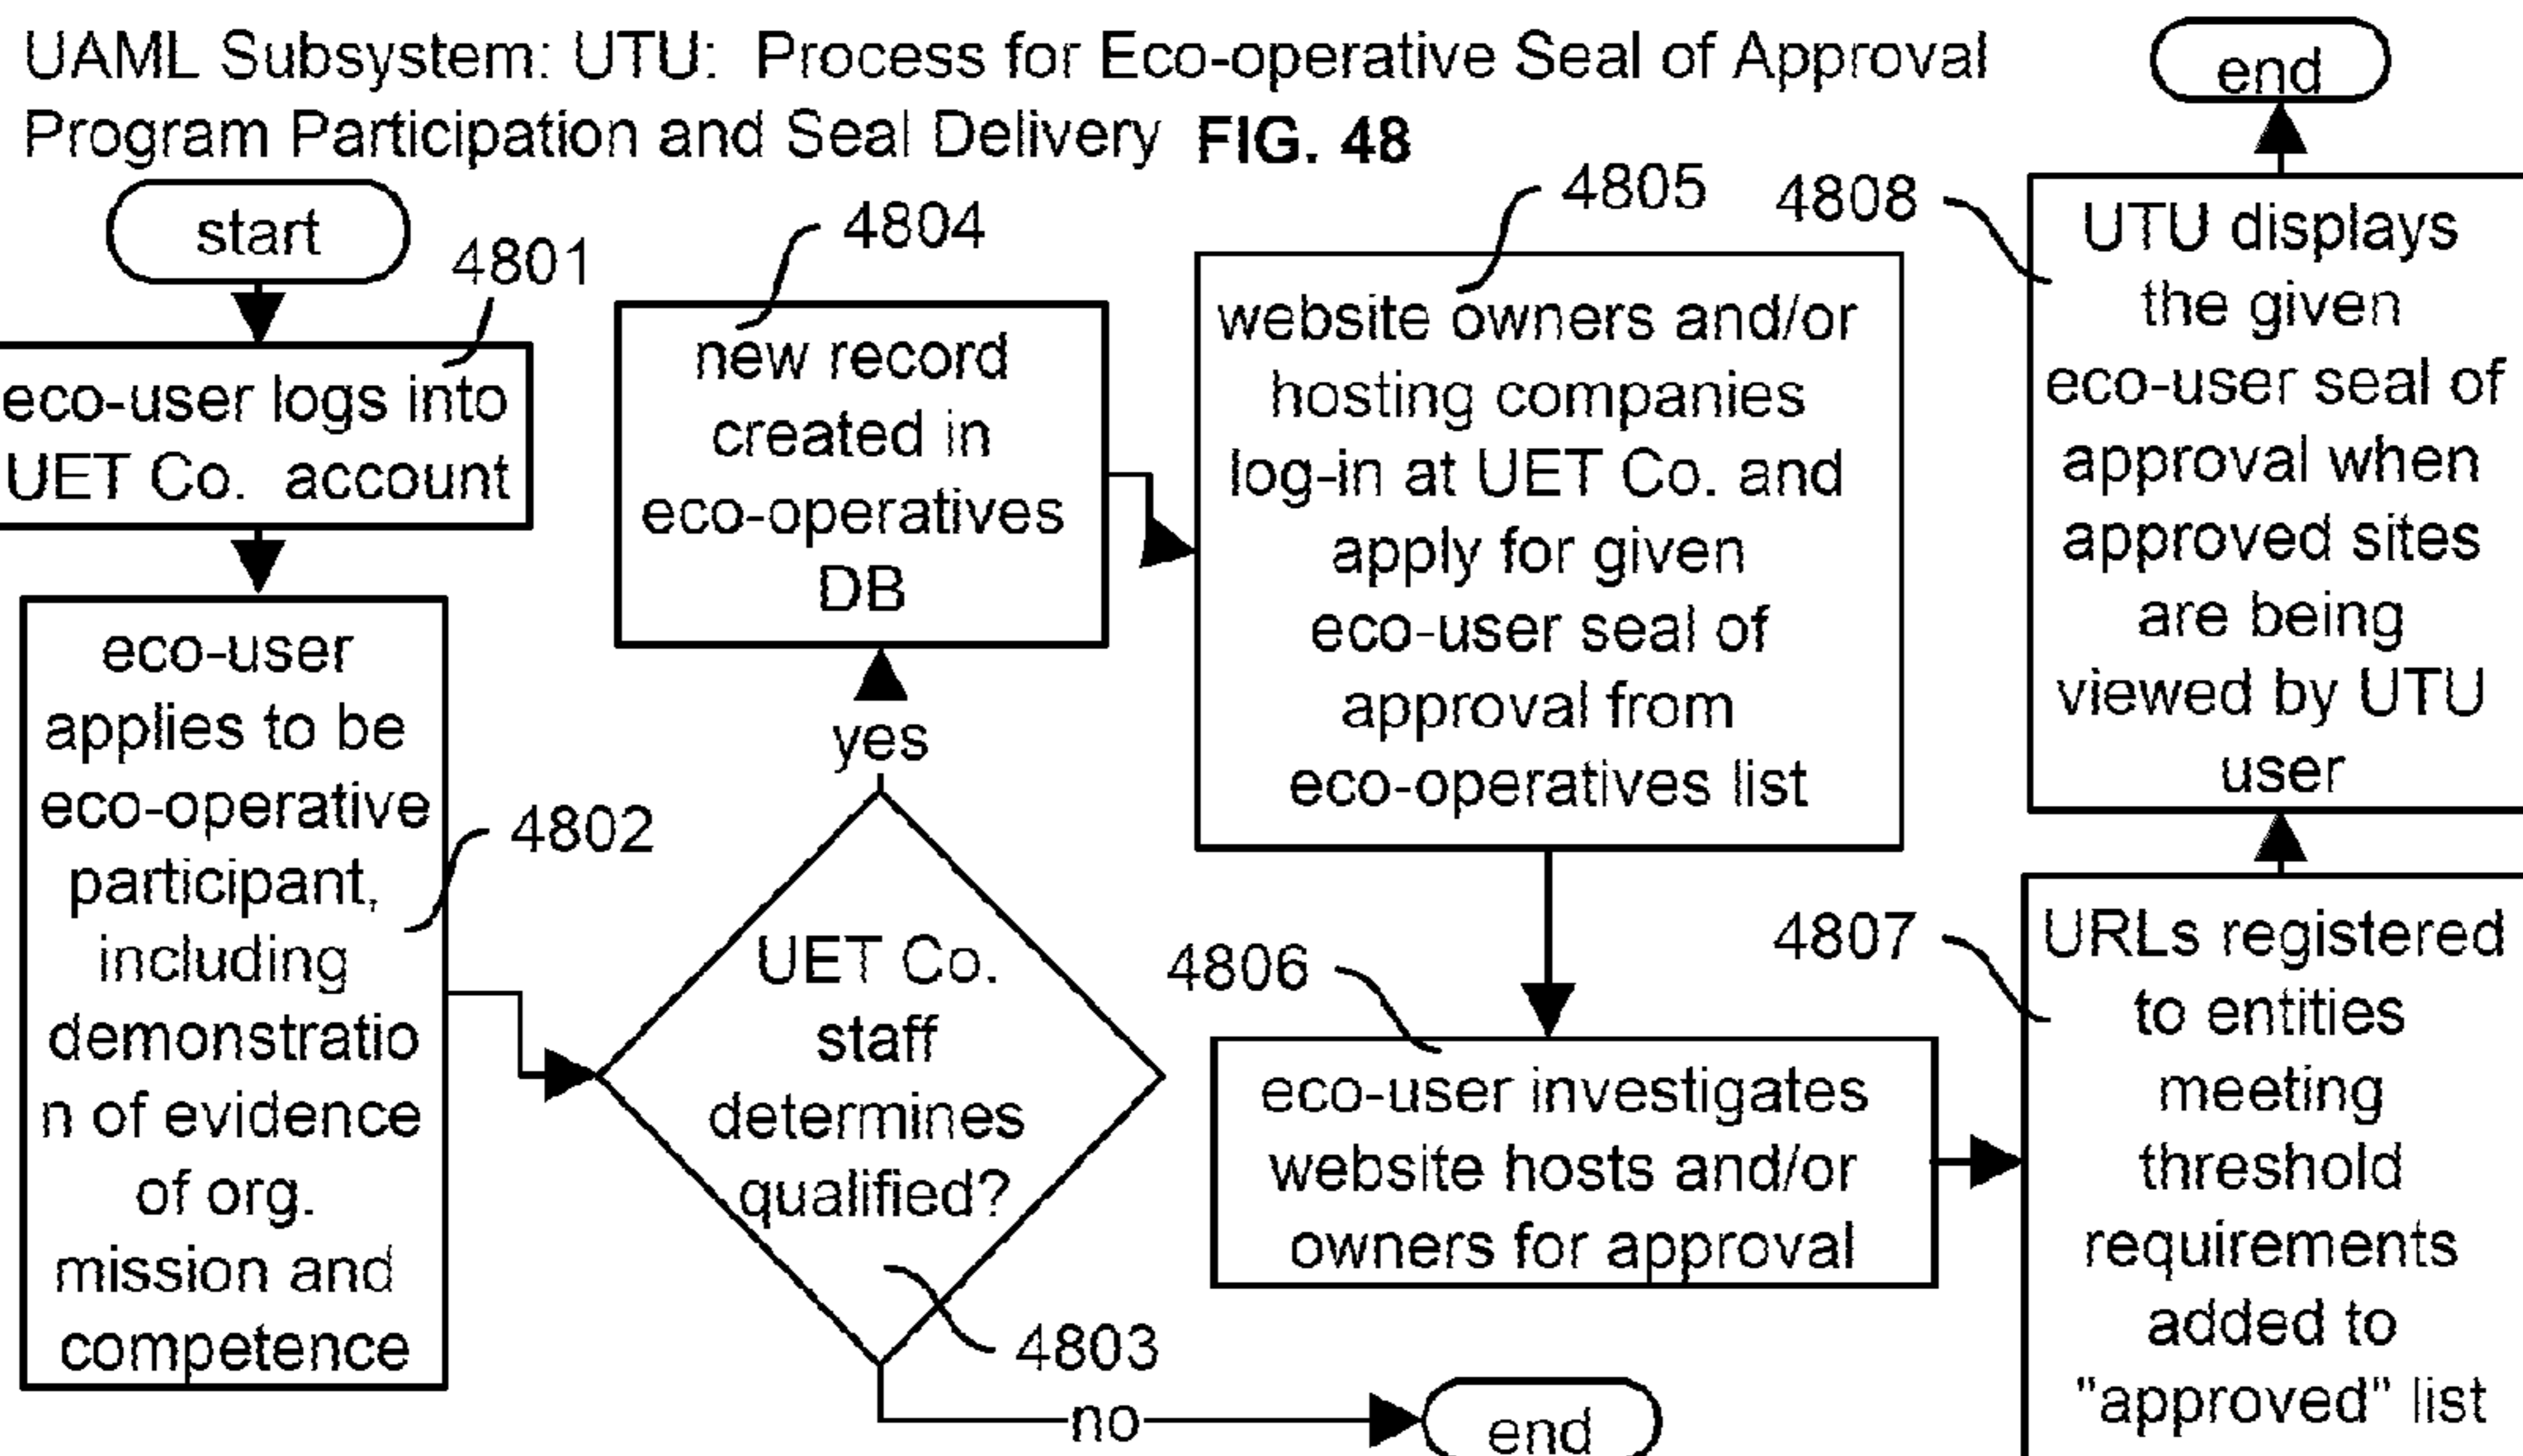 UAML Subsystem: UTU: Process for Eco-operative Seal of Approval
Program Participation and Seal Delivery FIG. 48
start
4801
eco-user logs into
UET Co. account
eco-user
applies to be
eco-operative
participant,
including
demonstratio
n of evidence
of org.
mission and
competence
4802
UET Co.
staff
determines
qualified?
4803
yes
no
end
4804
new record
created in
eco-operatives
DB
4805
website owners and/or
hosting companies
log-in at UET Co. and
apply for given
eco-user seal of
approval from
eco-operatives list
4806
eco-user investigates
website hosts and/or
owners for approval
4807
URLs registered
to entities
meeting
threshold
requirements
added to
"approved" list
4808
UTU displays
the given
eco-user seal of
approval when
approved sites
are being
viewed by UTU
user
end